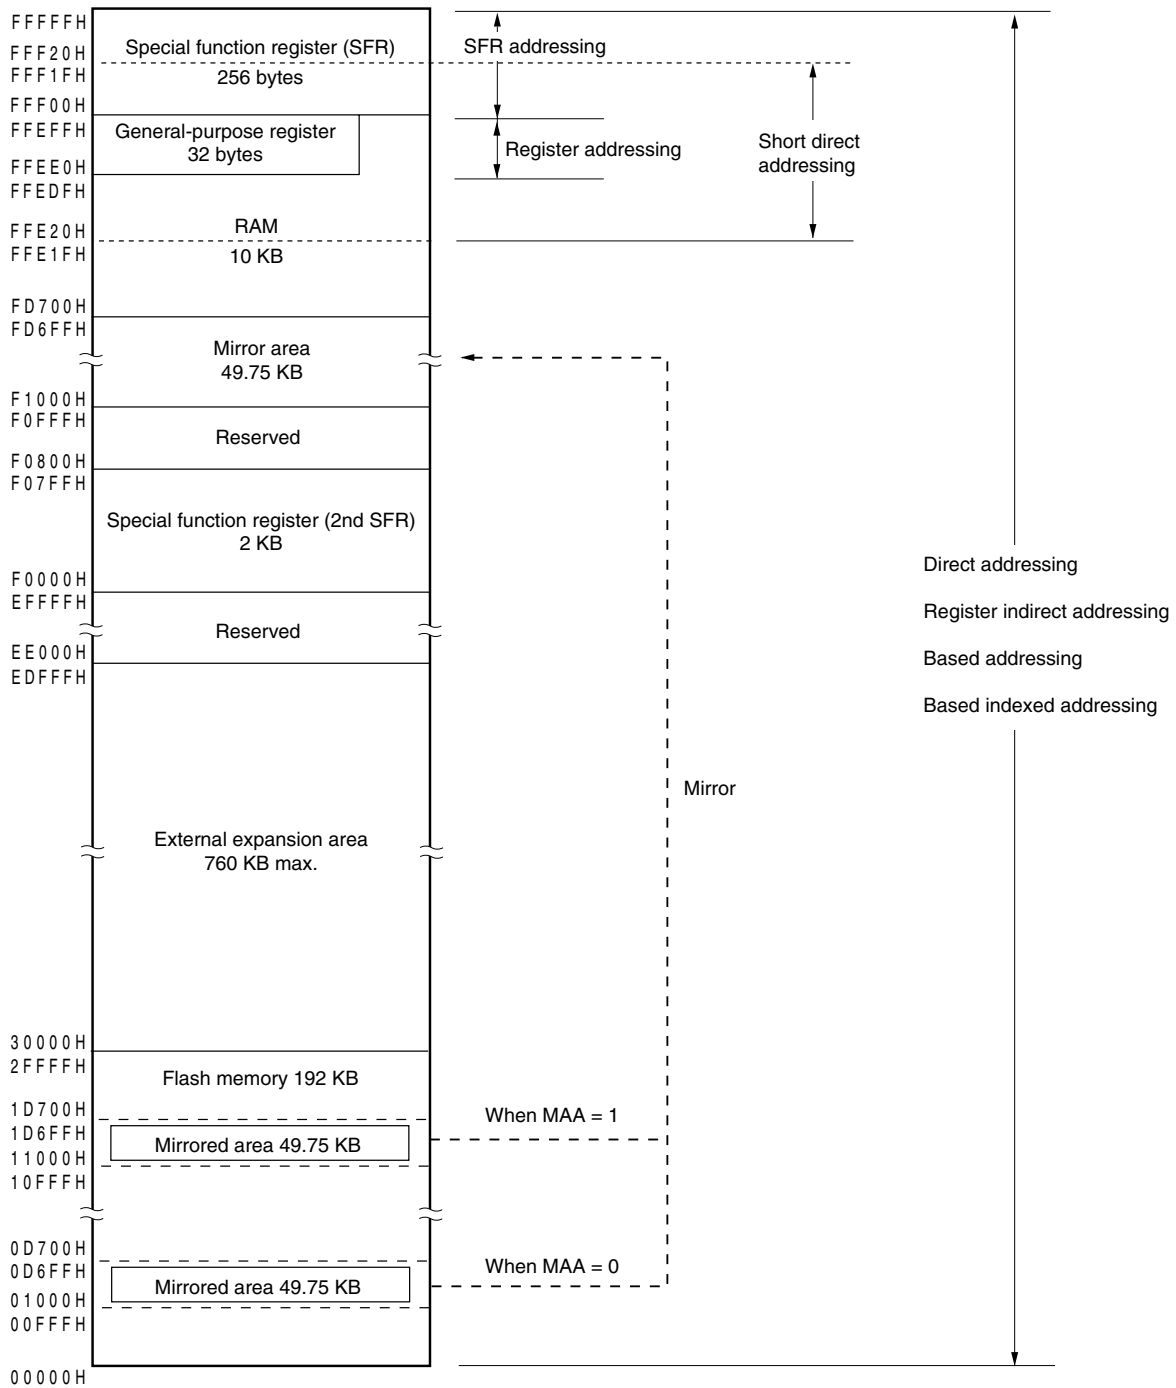 FFFFFH
SFR addressing
FFF20H
Special function register (SFR)
FFF1FH
256 bytes
FFF00H
FFEFFH
General-purpose register
32 bytes
Register addressing
Short direct
addressing
FFEE0H
FFEDFH
FFE20H
RAM
FFE1FH
10 KB
FD700H
FD6FFH
Mirror area
49.75 KB
F1000H
F0FFFH
Reserved
F0800H
F07FFH
Special function register (2nd SFR)
2 KB
F0000H
EFFFFH
Reserved
EE000H
EDFFFH
Direct addressing
Register indirect addressing
Based addressing
Based indexed addressing
Mirror
External expansion area
760 KB max.
30000H
2FFFFH
Flash memory 192 KB
1D700H
When MAA = 1
1D6FFH
Mirrored area 49.75 KB
11000H
10FFFH
0D700H
When MAA = 0
0D6FFH
Mirrored area 49.75 KB
01000H
00FFFH
00000H